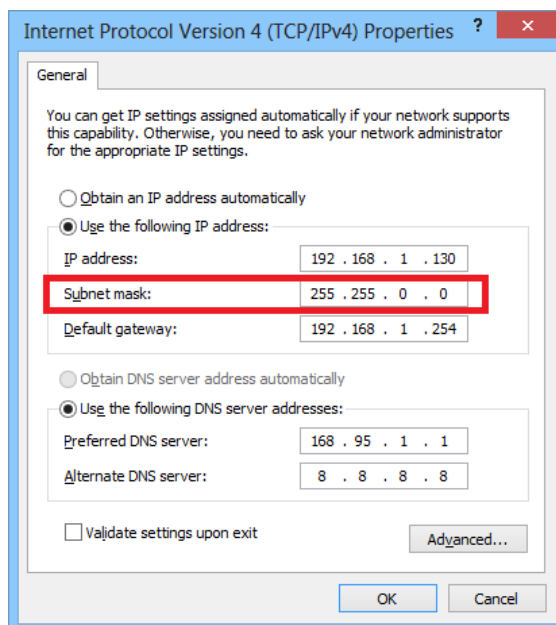 Internet Protocol Version 4 (TCP/IPv4) Properties ? ×
General
You can get IP settings assigned automatically if your network supports
this capability. Otherwise, you need to ask your network administrator
for the appropriate IP settings.
Obtain an IP address automatically
Use the following IP address:
IP address: 192 . 168 . 1 . 130
Subnet mask: 255 . 255 . 0 . 0
Default gateway: 192 . 168 . 1 . 254
Obtain DNS server address automatically
Use the following DNS server addresses:
Preferred DNS server: 168 . 95 . 1 . 1
Alternate DNS server: 8 . 8 . 8 . 8
Validate settings upon exit
Advanced...
OK Cancel